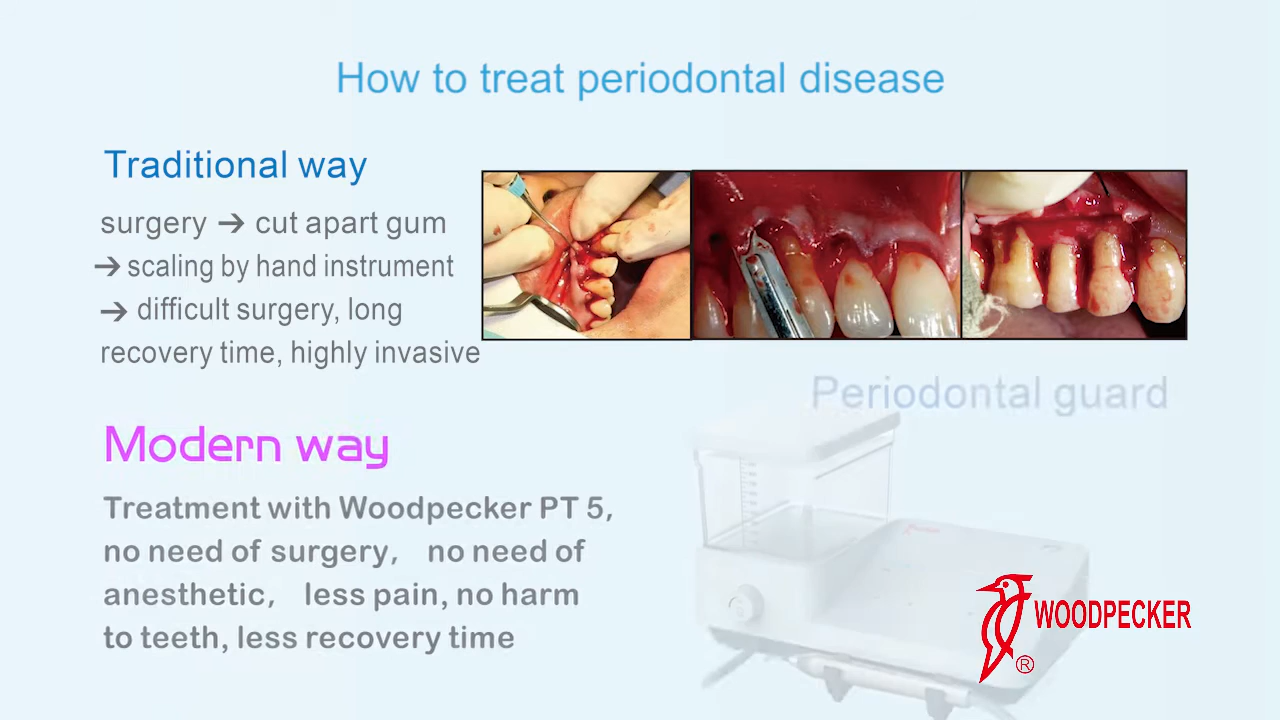 How to treat periodontal disease
Traditional way
surgery ➔ cut apart gum
➔ scaling by hand instrument
➔ difficult surgery, long
recovery time, highly invasive
Periodontal guard
Modern way
Treatment with Woodpecker PT 5,
no need of surgery, no need of
anesthetic, less pain, no harm
to teeth, less recovery time
WOODPECKER
®